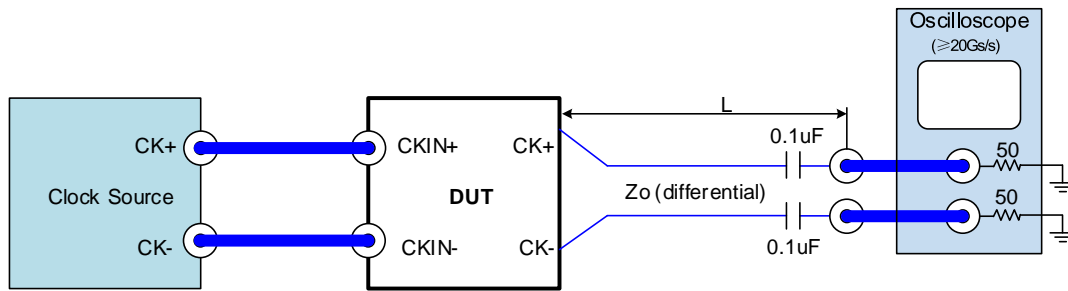 Oscilloscope
(≥20Gs/s)
L
CK+
CKIN+
CK+
0.1uF
50
Clock Source
DUT
Zo (differential)
50
CK-
CKIN-
CK-
0.1uF